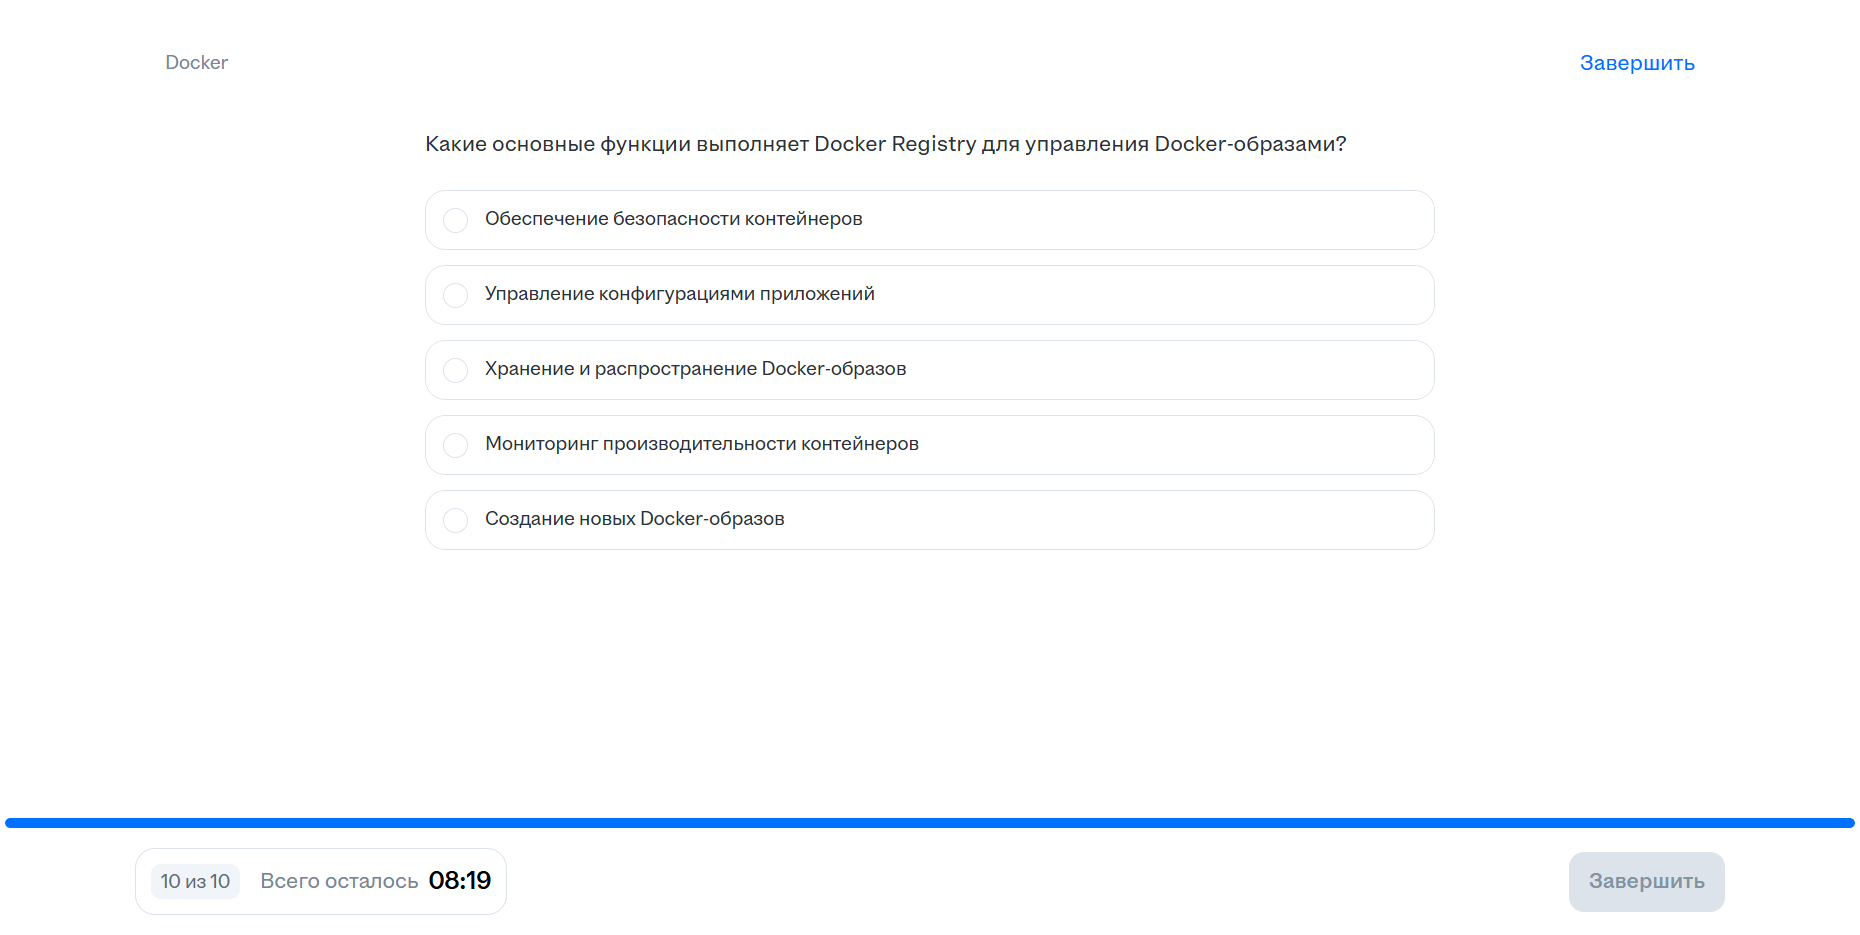 Docker
Завершить
Какие основные функции выполняет Docker Registry для управления Docker-образами?
Обеспечение безопасности контейнеров
Управление конфигурациями приложений
Хранение и распространение Docker-образов
Мониторинг производительности контейнеров
Создание новых Docker-образов
10 из 10 Всего осталось 08:19
Завершить